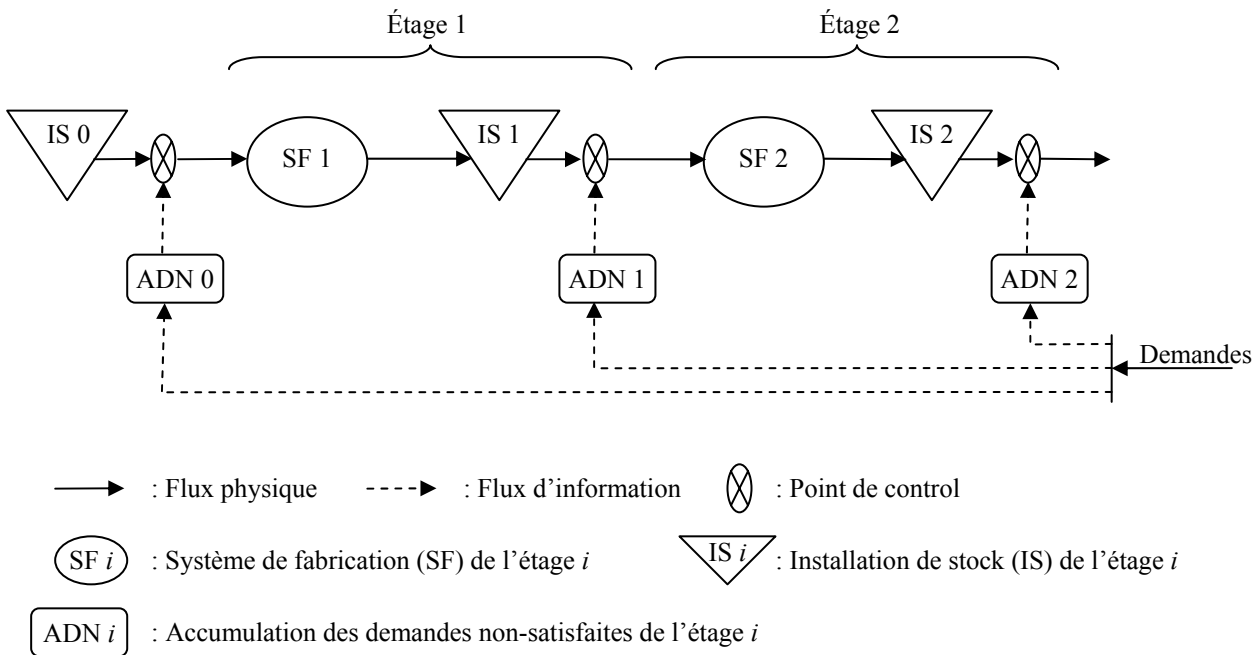 Étage 1
Étage 2
IS 0
SF 1
IS 1
SF 2
IS 2
ADN 0
ADN 1
ADN 2
Demandes
: Flux physique
: Flux d’information
: Point de control
SF i
: Système de fabrication (SF) de l’étage i
IS i
: Installation de stock (IS) de l’étage i
ADN i
: Accumulation des demandes non-satisfaites de l’étage i